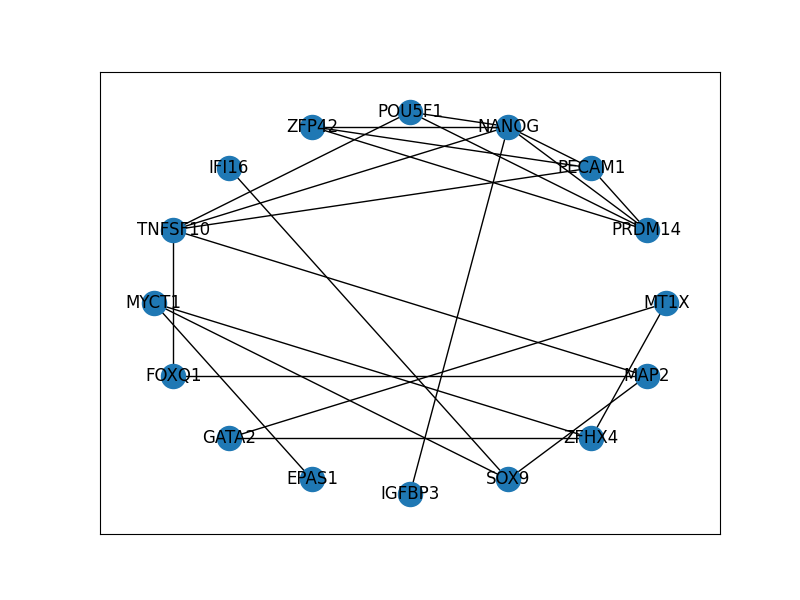 POU5F1
ZFP42
NANOG
IFI16
PECAM1
TNFSF10
PRDM14
MYCT1
MT1X
FOXQ1
MAP2
GATA2
ZFHX4
EPAS1
SOX9
IGFBP3